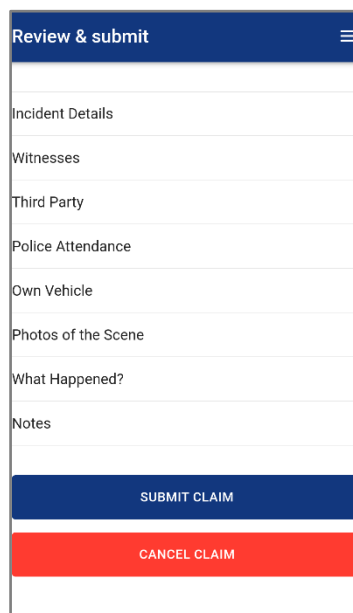 Review & submit
Incident Details
Witnesses
Third Party
Police Attendance
Own Vehicle
Photos of the Scene
What Happened?
Notes
SUBMIT CLAIM
CANCEL CLAIM